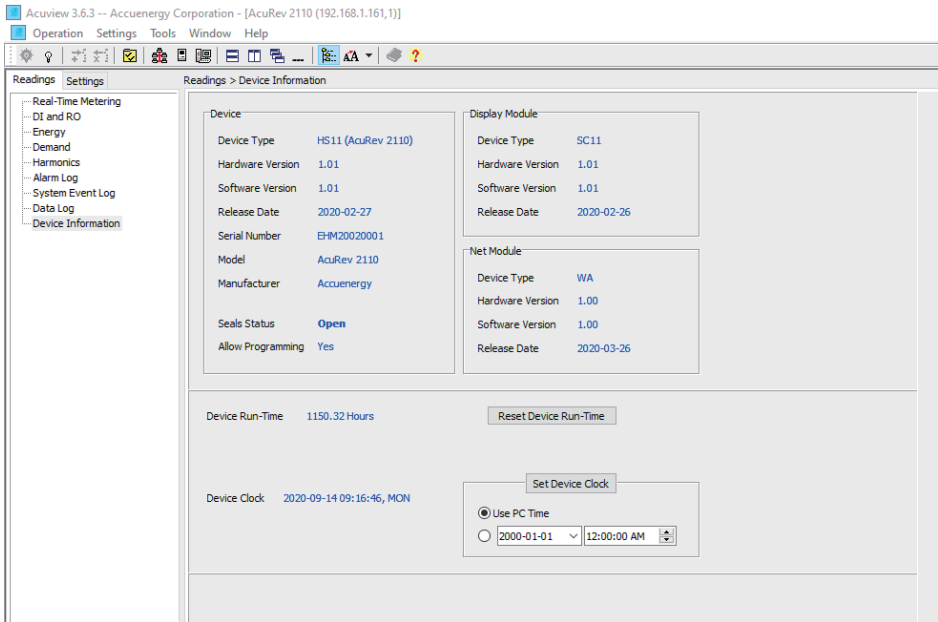 Acuview 3.6.3 -- Accuenergy Corporation - [AcuRev 2110 (192.168.1.161,1)]
Operation Settings Tools Window Help
Readings Settings
Readings > Device Information
Real-Time Metering
DI and RO
Energy
Demand
Harmonics
Alarm Log
System Event Log
Data Log
Device Information
Device
Device Type HS11 (AcuRev 2110)
Hardware Version 1.01
Software Version 1.01
Release Date 2020-02-27
Serial Number EHM20020001
Model AcuRev 2110
Manufacturer Accuenergy
Seals Status Open
Allow Programming Yes
Display Module
Device Type SC11
Hardware Version 1.01
Software Version 1.01
Release Date 2020-02-26
Net Module
Device Type WA
Hardware Version 1.00
Software Version 1.00
Release Date 2020-03-26
Device Run-Time 1150.32 Hours Reset Device Run-Time
Device Clock 2020-09-14 09:16:46, MON
Set Device Clock
Use PC Time
2000-01-01 12:00:00 AM